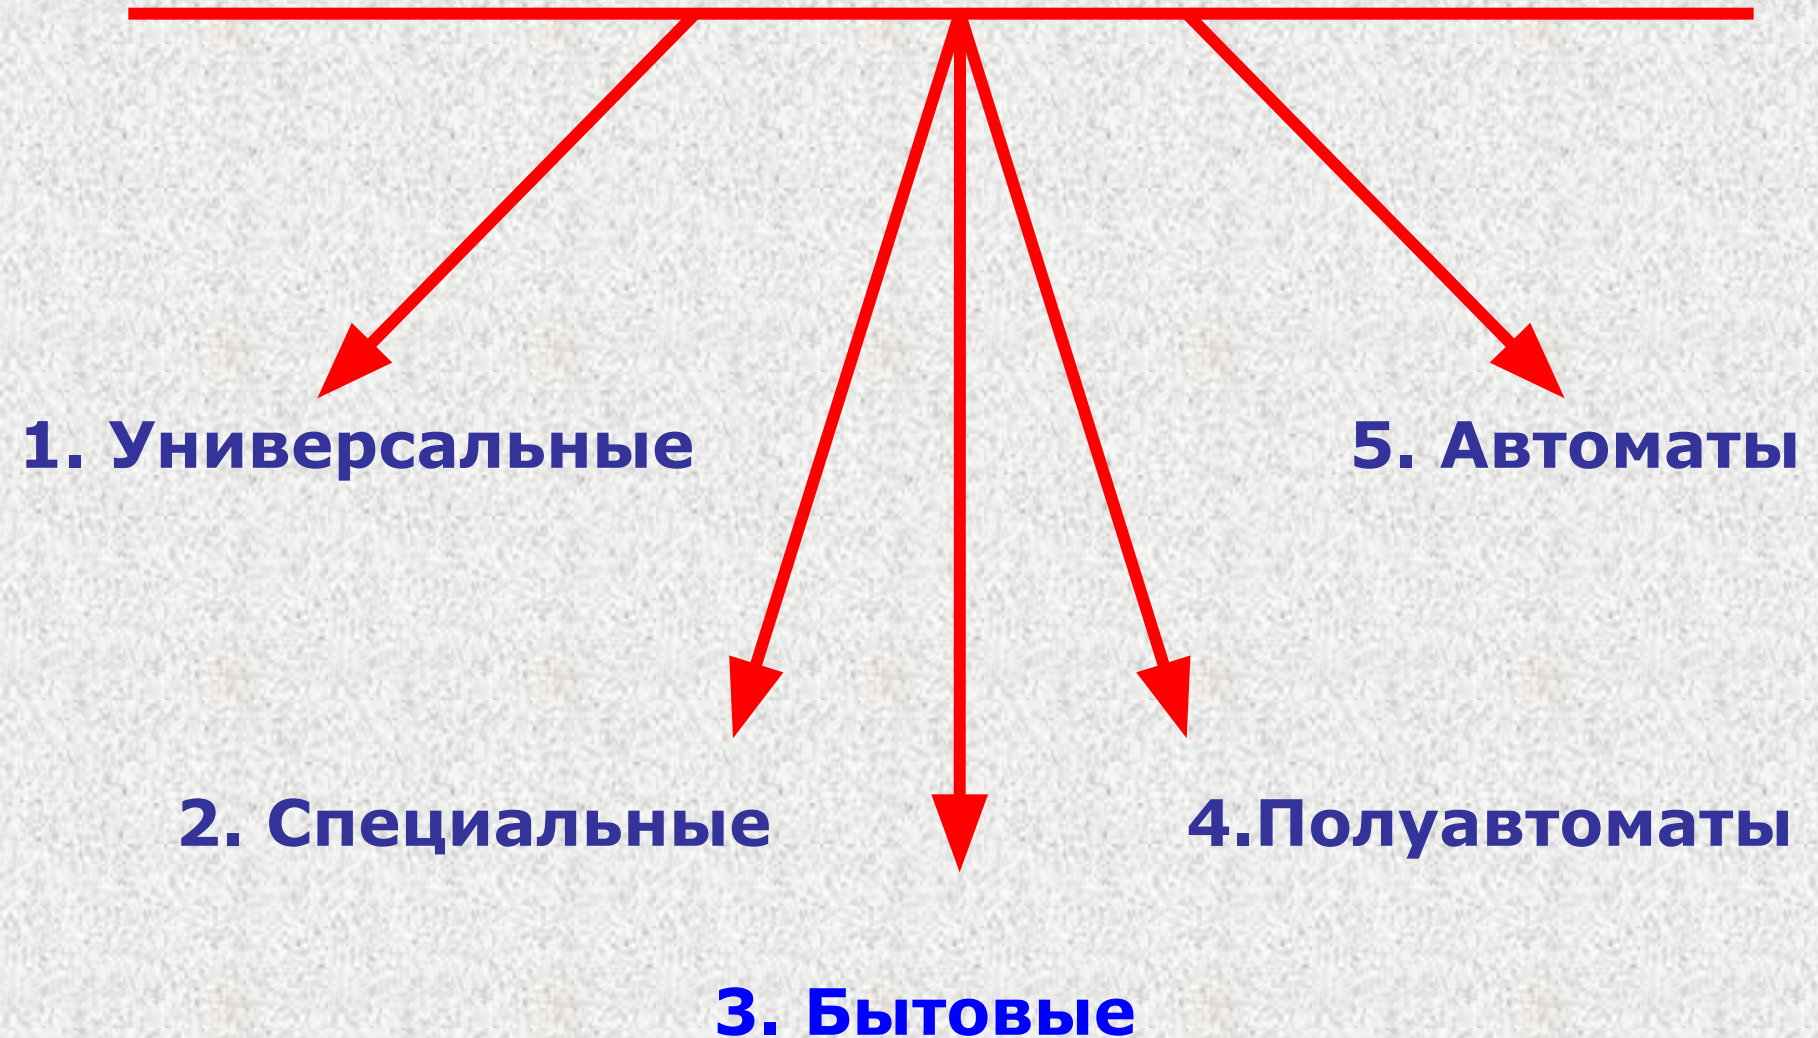 1. Универсальные
5. Автоматы
2. Специальные
4.Полуавтоматы
3. Бытовые